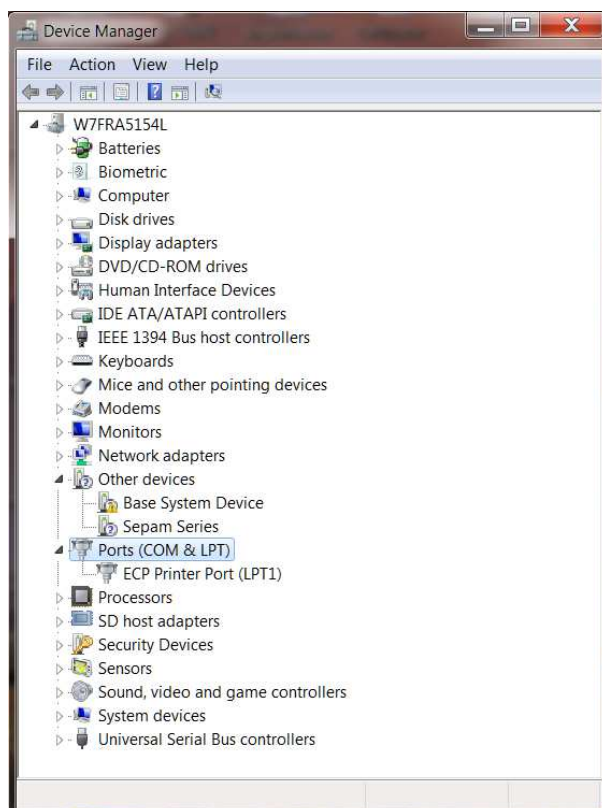 Device Manager
File Action View Help
W7FRA5154L
Batteries
Biometric
Computer
Disk drives
Display adapters
DVD/CD-ROM drives
Human Interface Devices
IDE ATA/ATAPI controllers
IEEE 1394 Bus host controllers
Keyboards
Mice and other pointing devices
Modems
Monitors
Network adapters
Other devices
Base System Device
Sepam Series
Ports (COM & LPT)
ECP Printer Port (LPT1)
Processors
SD host adapters
Security Devices
Sensors
Sound, video and game controllers
System devices
Universal Serial Bus controllers